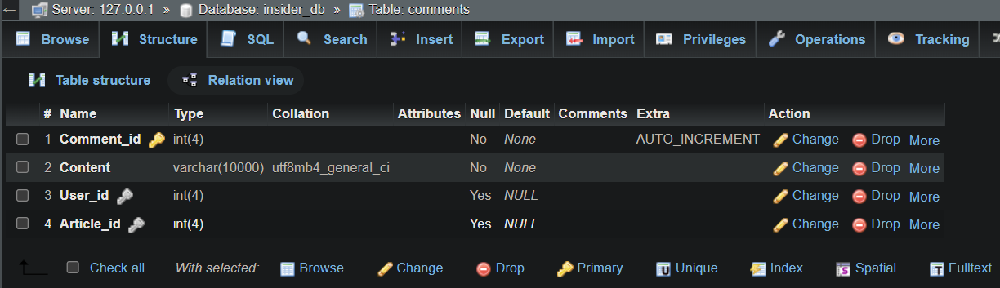 Server: 127.0.0.1 » Database: insider_db » Table: comments
Browse Structure SQL Search Insert Export Import Privileges Operations Tracking
Table structure Relation view
# Name Type Collation Attributes Null Default Comments Extra Action
1 Comment_id int(4) No None AUTO_INCREMENT Change Drop More
2 Content varchar(10000) utf8mb4_general_ci No None Change Drop More
3 User_id int(4) Yes NULL Change Drop More
4 Article_id int(4) Yes NULL Change Drop More
Check all With selected: Browse Change Drop Primary Unique Index Spatial Fulltext